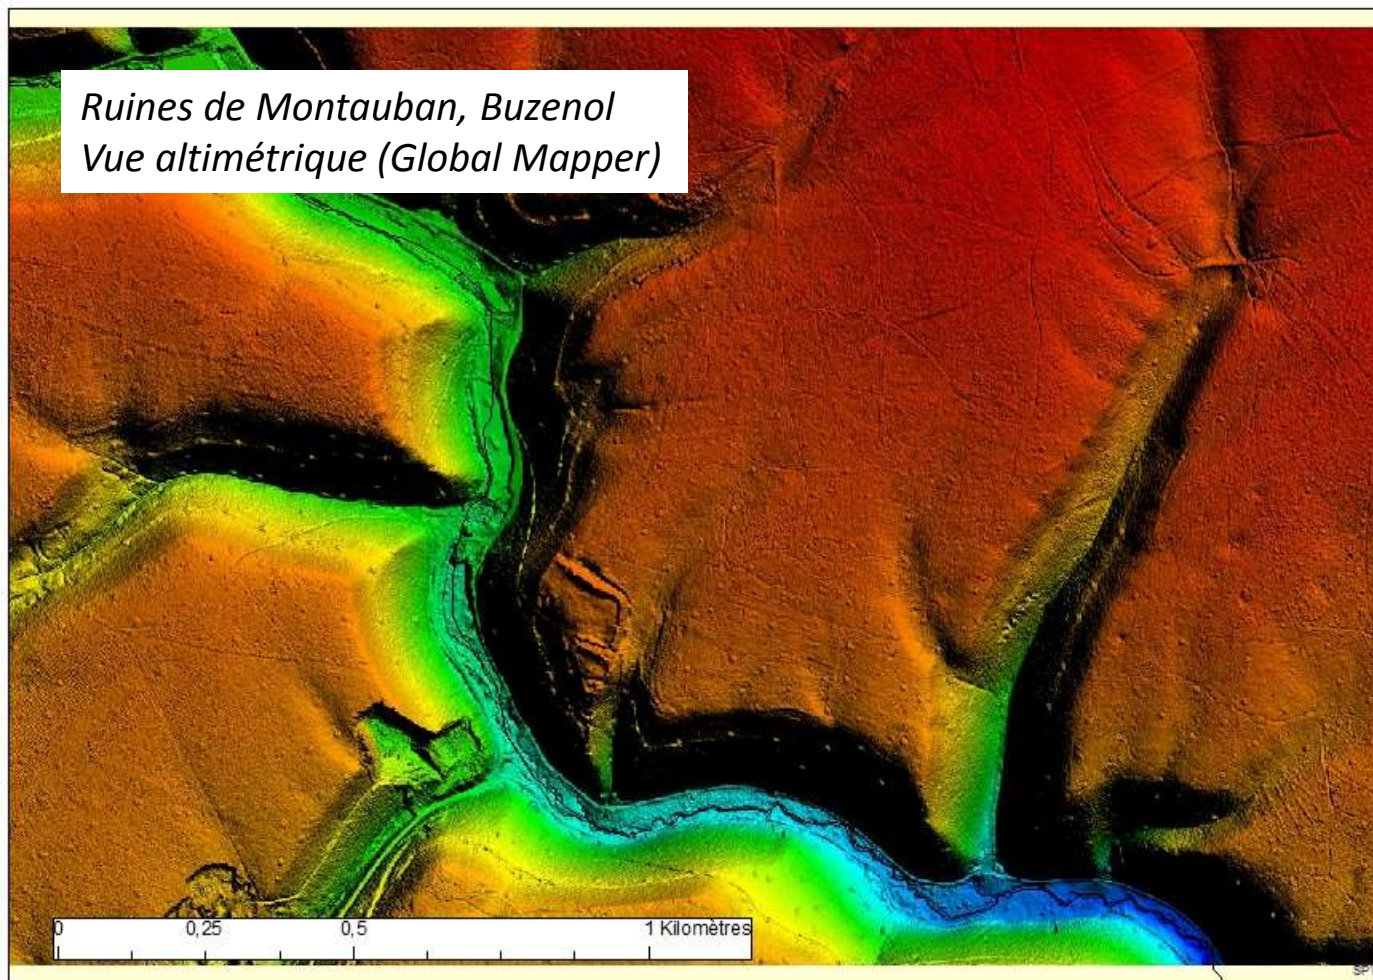 Ruines de Montauban, Buzenol
Vue altimétrique (Global Mapper)
0 0,25 0,5 1 Kilomètres